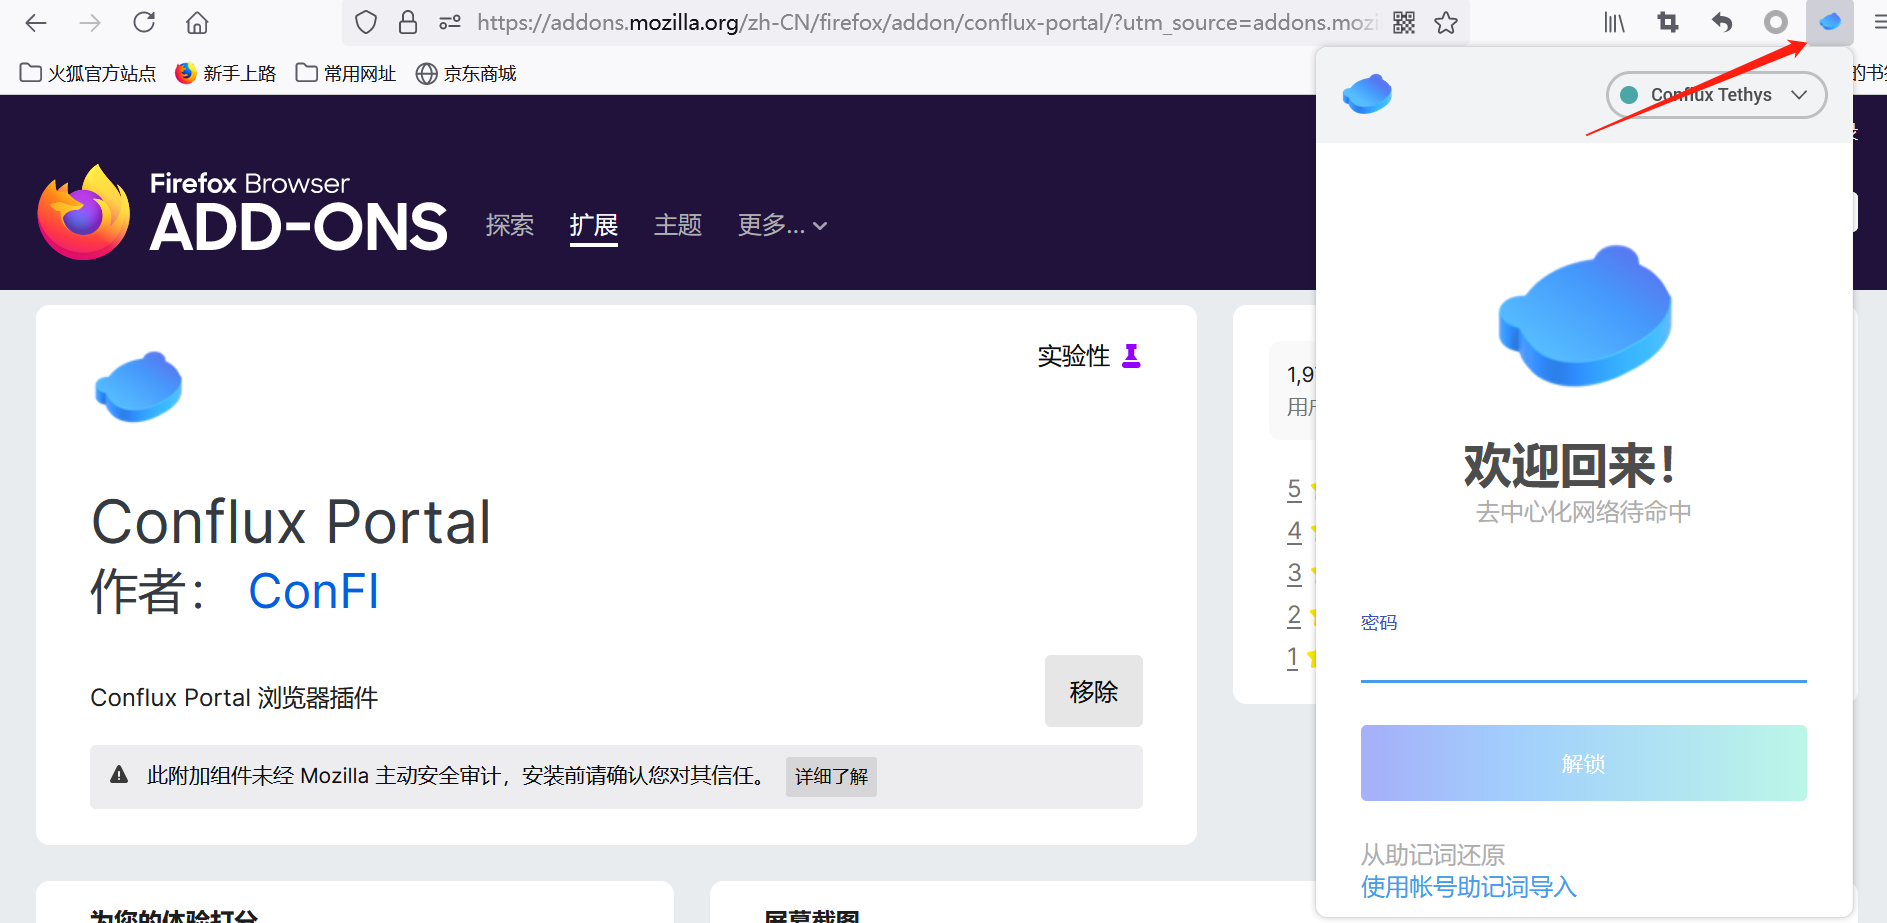 https://addons.mozilla.org/zh-CN/firefox/addon/conflux-portal/?utm_source=addons.mozi
火狐官方站点 新手上路 常用网址 京东商城
的书
Conflux Tethys
Firefox Browser
ADD-ONS
探索 扩展 主题 更多...
实验性
1,9
用户
Conflux Portal
作者： ConFI
5
4
3
2
1
Conflux Portal 浏览器插件
移除
此附加组件未经 Mozilla 主动安全审计，安装前请确认您对其信任。 详细了解
为您的体验打分
屏幕截图
欢迎回来！
去中心化网络待命中
密码
解锁
从助记词还原
使用帐号助记词导入